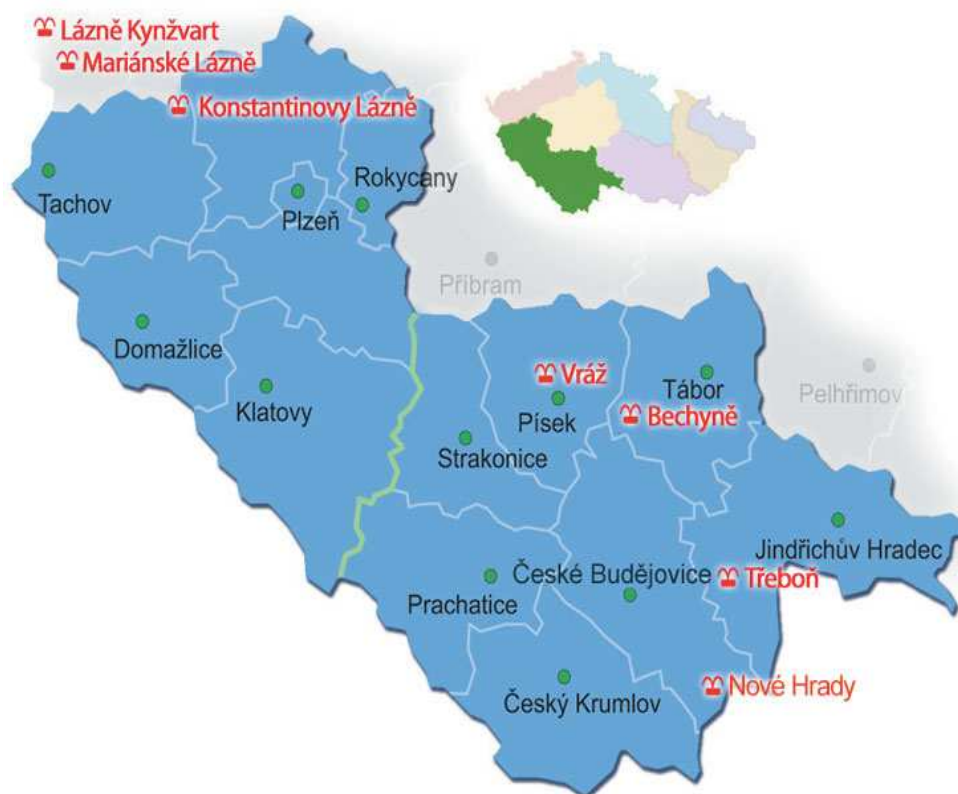 Lázně Kynžvart
Mariánské Lázně
Konstantinovy Lázně
Rokycany
Tachov
Plzeň
Příbram
Domažlice
Vráž
Tábor
Pelhřimov
Klatovy
Písek
Bechyně
Strakonice
Jindřichův Hradec
České Budějovice
Třeboň
Prachatice
Nové Hrady
Český Krumlov